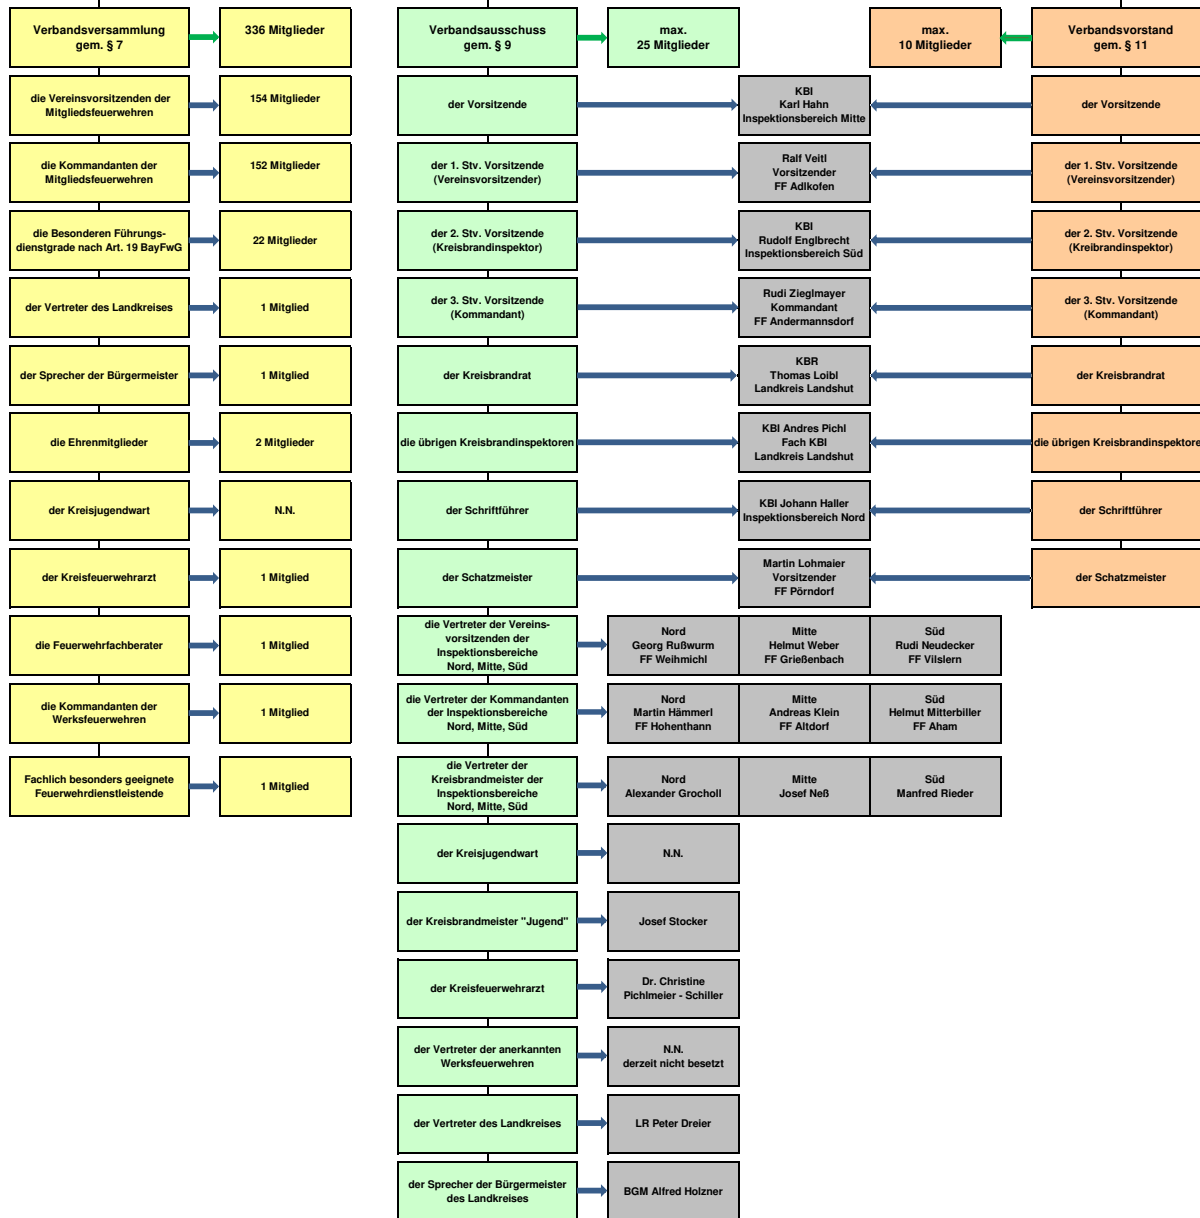 Verbandsversammlung
gem. § 7
336 Mitglieder
die Vereinsvorsitzenden der
Mitgliedsfeuerwehren
154 Mitglieder
die Kommandanten der
Mitgliedsfeuerwehren
152 Mitglieder
die Besonderen Führungs-
dienstgrade nach Art. 19 BayFwG
22 Mitglieder
der Vertreter des Landkreises
1 Mitglied
der Sprecher der Bürgermeister
1 Mitglied
die Ehrenmitglieder
2 Mitglieder
der Kreisjugendwart
N.N.
der Kreisfeuerwehrarzt
1 Mitglied
die Feuerwehrfachberater
1 Mitglied
die Kommandanten der
Werksfeuerwehren
1 Mitglied
Fachlich besonders geeignete
Feuerwehrdienstleistende
1 Mitglied
Verbandsausschuss
gem. § 9
max.
25 Mitglieder
max.
10 Mitglieder
Verbandsvorstand
gem. § 11
der Vorsitzende
KBI
Karl Hahn
Inspektionsbereich Mitte
der Vorsitzende
der 1. Stv. Vorsitzende
(Vereinsvorsitzender)
Ralf Veitl
Vorsitzender
FF Adlkofen
der 1. Stv. Vorsitzende
(Vereinsvorsitzender)
der 2. Stv. Vorsitzende
(Kreisbrandinspektor)
KBI
Rudolf Englbrecht
Inspektionsbereich Süd
der 2. Stv. Vorsitzende
(Kreibrandinspektor)
der 3. Stv. Vorsitzende
(Kommandant)
Rudi Zieglmayer
Kommandant
FF Andermannsdorf
der 3. Stv. Vorsitzende
(Kommandant)
der Kreisbrandrat
KBR
Thomas Loibl
Landkreis Landshut
der Kreisbrandrat
die übrigen Kreisbrandinspektoren
KBI Andres Pichl
Fach KBI
Landkreis Landshut
die übrigen Kreisbrandinspektore
der Schriftführer
KBI Johann Haller
Inspektionsbereich Nord
der Schriftführer
der Schatzmeister
Martin Lohmaier
Vorsitzender
FF Pörndorf
der Schatzmeister
die Vertreter der Vereins-
vorsitzenden der
Inspektionsbereiche
Nord, Mitte, Süd
Nord
Georg Rußwurm
FF Weihmichl
Mitte
Helmut Weber
FF Grießenbach
Süd
Rudi Neudecker
FF Vilslern
die Vertreter der Kommandanten
der Inspektionsbereiche
Nord, Mitte, Süd
Nord
Martin Hämmerl
FF Hohenthann
Mitte
Andreas Klein
FF Altdorf
Süd
Helmut Mitterbiller
FF Aham
die Vertreter der
Kreisbrandmeister der
Inspektionsbereiche
Nord, Mitte, Süd
Nord
Alexander Grocholl
Mitte
Josef Neß
Süd
Manfred Rieder
der Kreisjugendwart
N.N.
der Kreisbrandmeister "Jugend"
Josef Stocker
der Kreisfeuerwehrarzt
Dr. Christine
Pichlmeier - Schiller
der Vertreter der anerkannten
Werksfeuerwehren
N.N.
derzeit nicht besetzt
der Vertreter des Landkreises
LR Peter Dreier
der Sprecher der Bürgermeister
des Landkreises
BGM Alfred Holzner